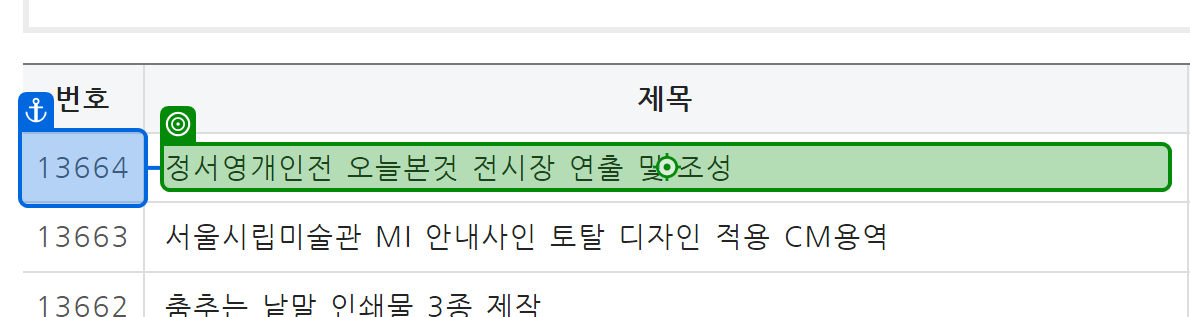 번호 제목
13664 정서영개인전 오늘본것 전시장 연출 및 조성
13663 서울시립미술관 MI 안내사인 토탈 디자인 적용 CM용역
13662 춤추는 낱말 인쇄물 3종 제작